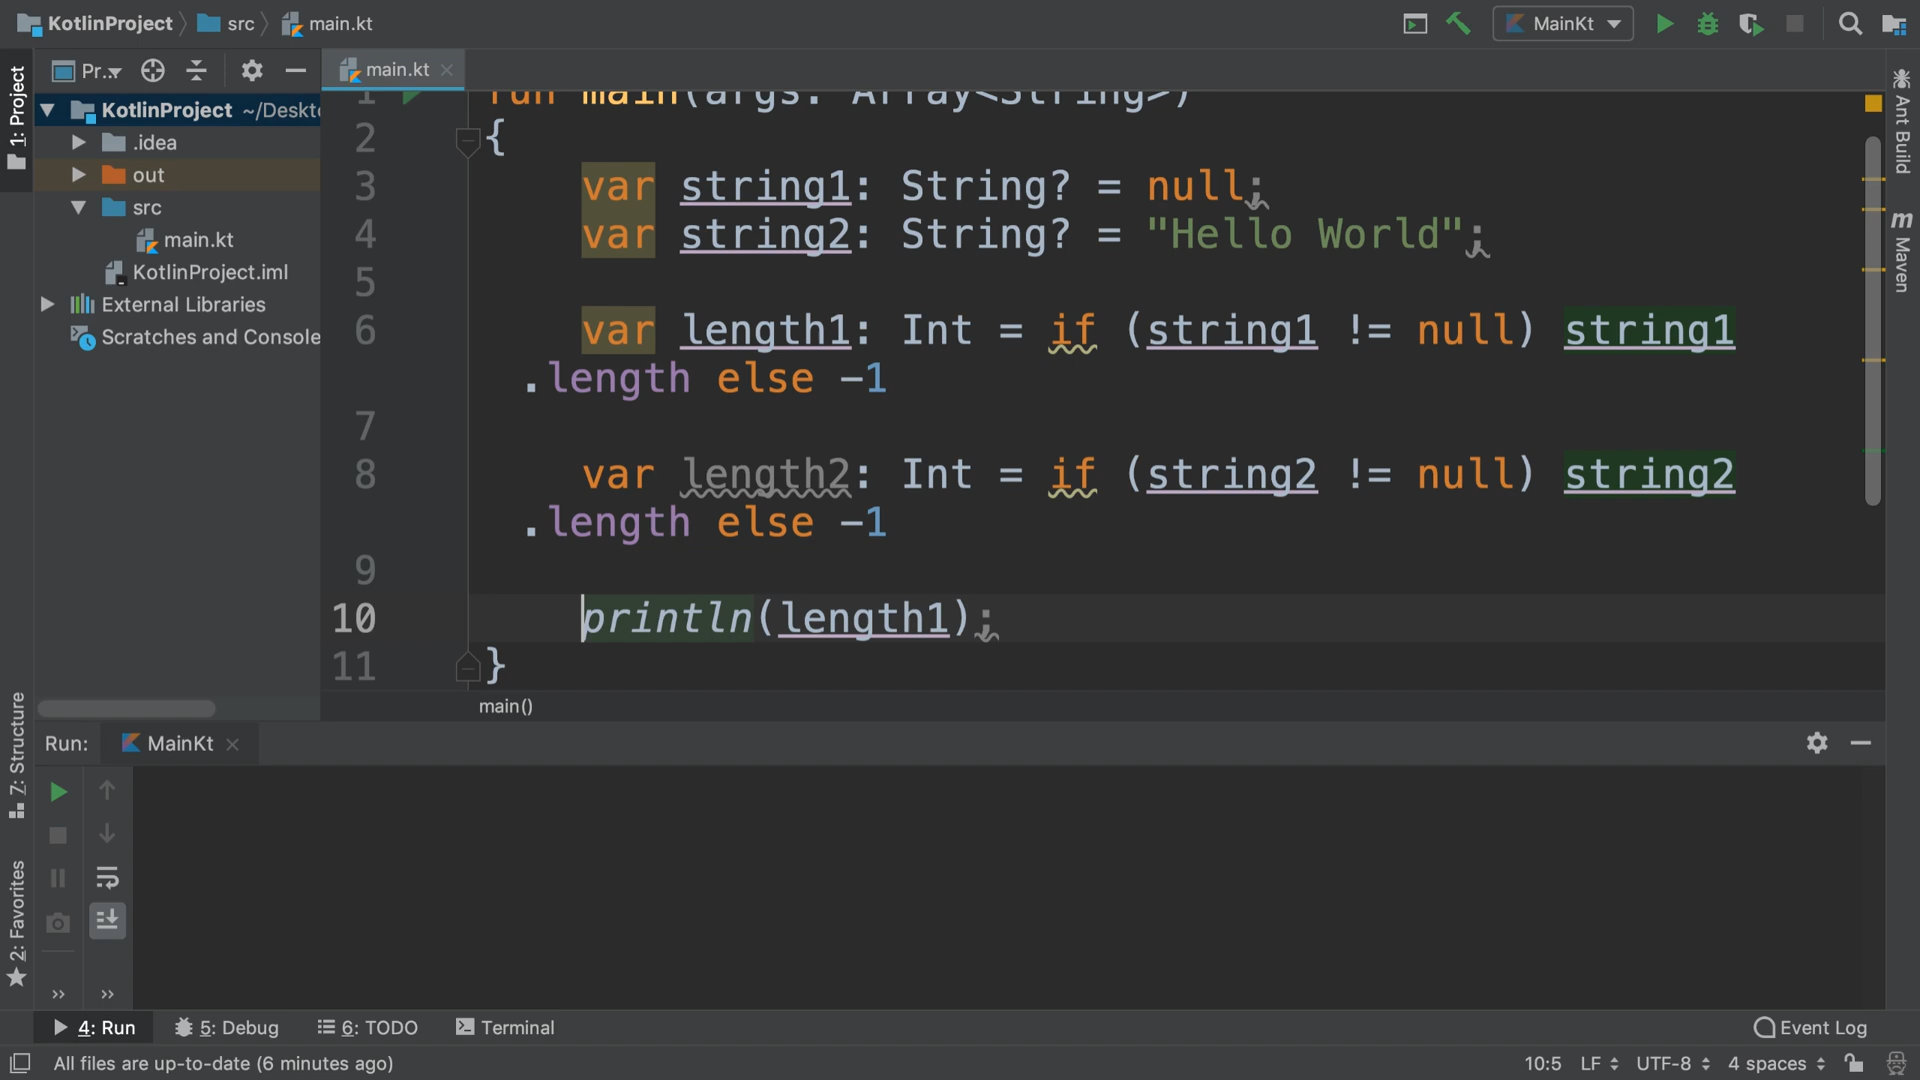 KotlinProject src main.kt MainKt
1: Project
Pr... main.kt
KotlinProject ~/Deskt
.idea
out
src
main.kt
KotlinProject.iml
External Libraries
Scratches and Console
1 fun main(args: Array<String>)
2 {
3 var string1: String? = null;
4 var string2: String? = "Hello World";
5
6 var length1: Int = if (string1 != null) string1
.length else -1
7
8 var length2: Int = if (string2 != null) string2
.length else -1
9
10 println(length1);
11 }
main()
Ant Build
m Maven
7: Structure
2: Favorites
Run: MainKt
4: Run 5: Debug 6: TODO Terminal Event Log
All files are up-to-date (6 minutes ago) 10:5 LF UTF-8 4 spaces